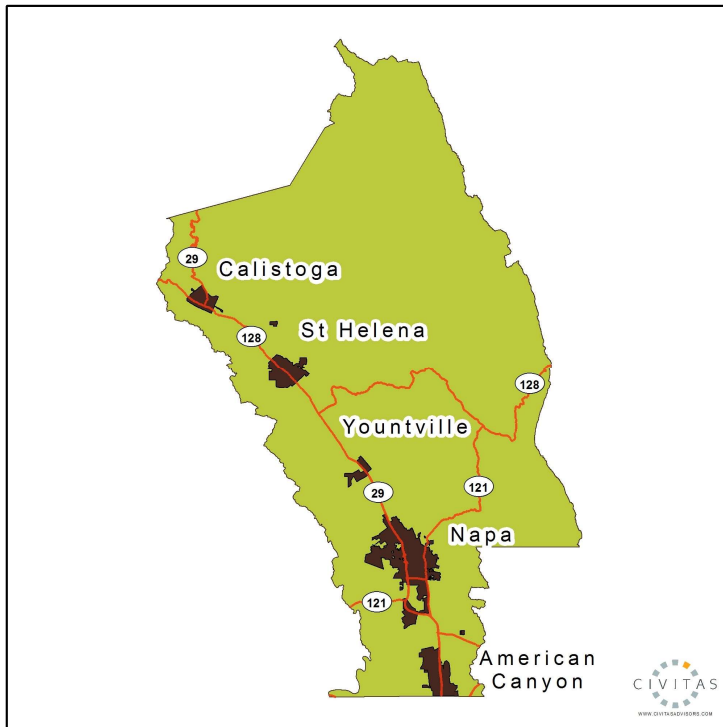 29
Calistoga
St Helena
128
128
Yountville
29
121
Napa
121
American
Canyon
CIVITAS
WWW.CIVITASADVISORS.COM